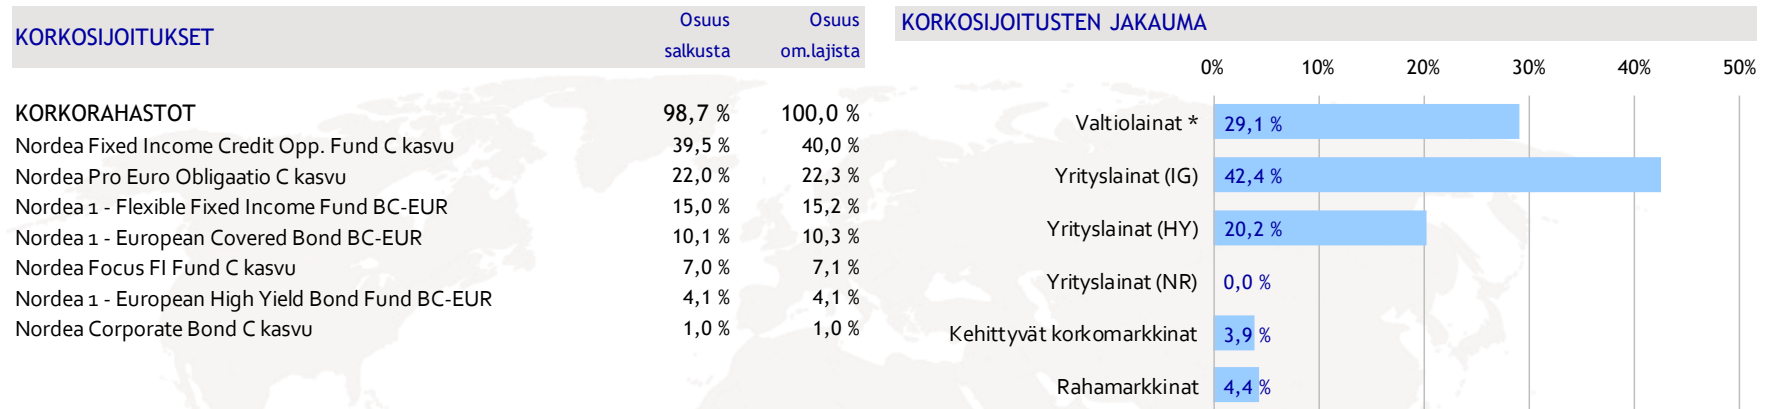 KORKOSIJOITUKSET
Osuus salkusta
Osuus om.lajista
KORKORAHASTOT 98,7 % 100,0 %
Nordea Fixed Income Credit Opp. Fund C kasvu 39,5 % 40,0 %
Nordea Pro Euro Obligaatio C kasvu 22,0 % 22,3 %
Nordea 1 - Flexible Fixed Income Fund BC-EUR 15,0 % 15,2 %
Nordea 1 - European Covered Bond BC-EUR 10,1 % 10,3 %
Nordea Focus FI Fund C kasvu 7,0 % 7,1 %
Nordea 1 - European High Yield Bond Fund BC-EUR 4,1 % 4,1 %
Nordea Corporate Bond C kasvu 1,0 % 1,0 %
KORKOSIJOITUSTEN JAKAUMA
0% 10% 20% 30% 40% 50%
Valtiolainat * 29,1 %
Yrityslainat (IG) 42,4 %
Yrityslainat (HY) 20,2 %
Yrityslainat (NR) 0,0 %
Kehittyvät korkomarkkinat 3,9 %
Rahamarkkinat 4,4 %